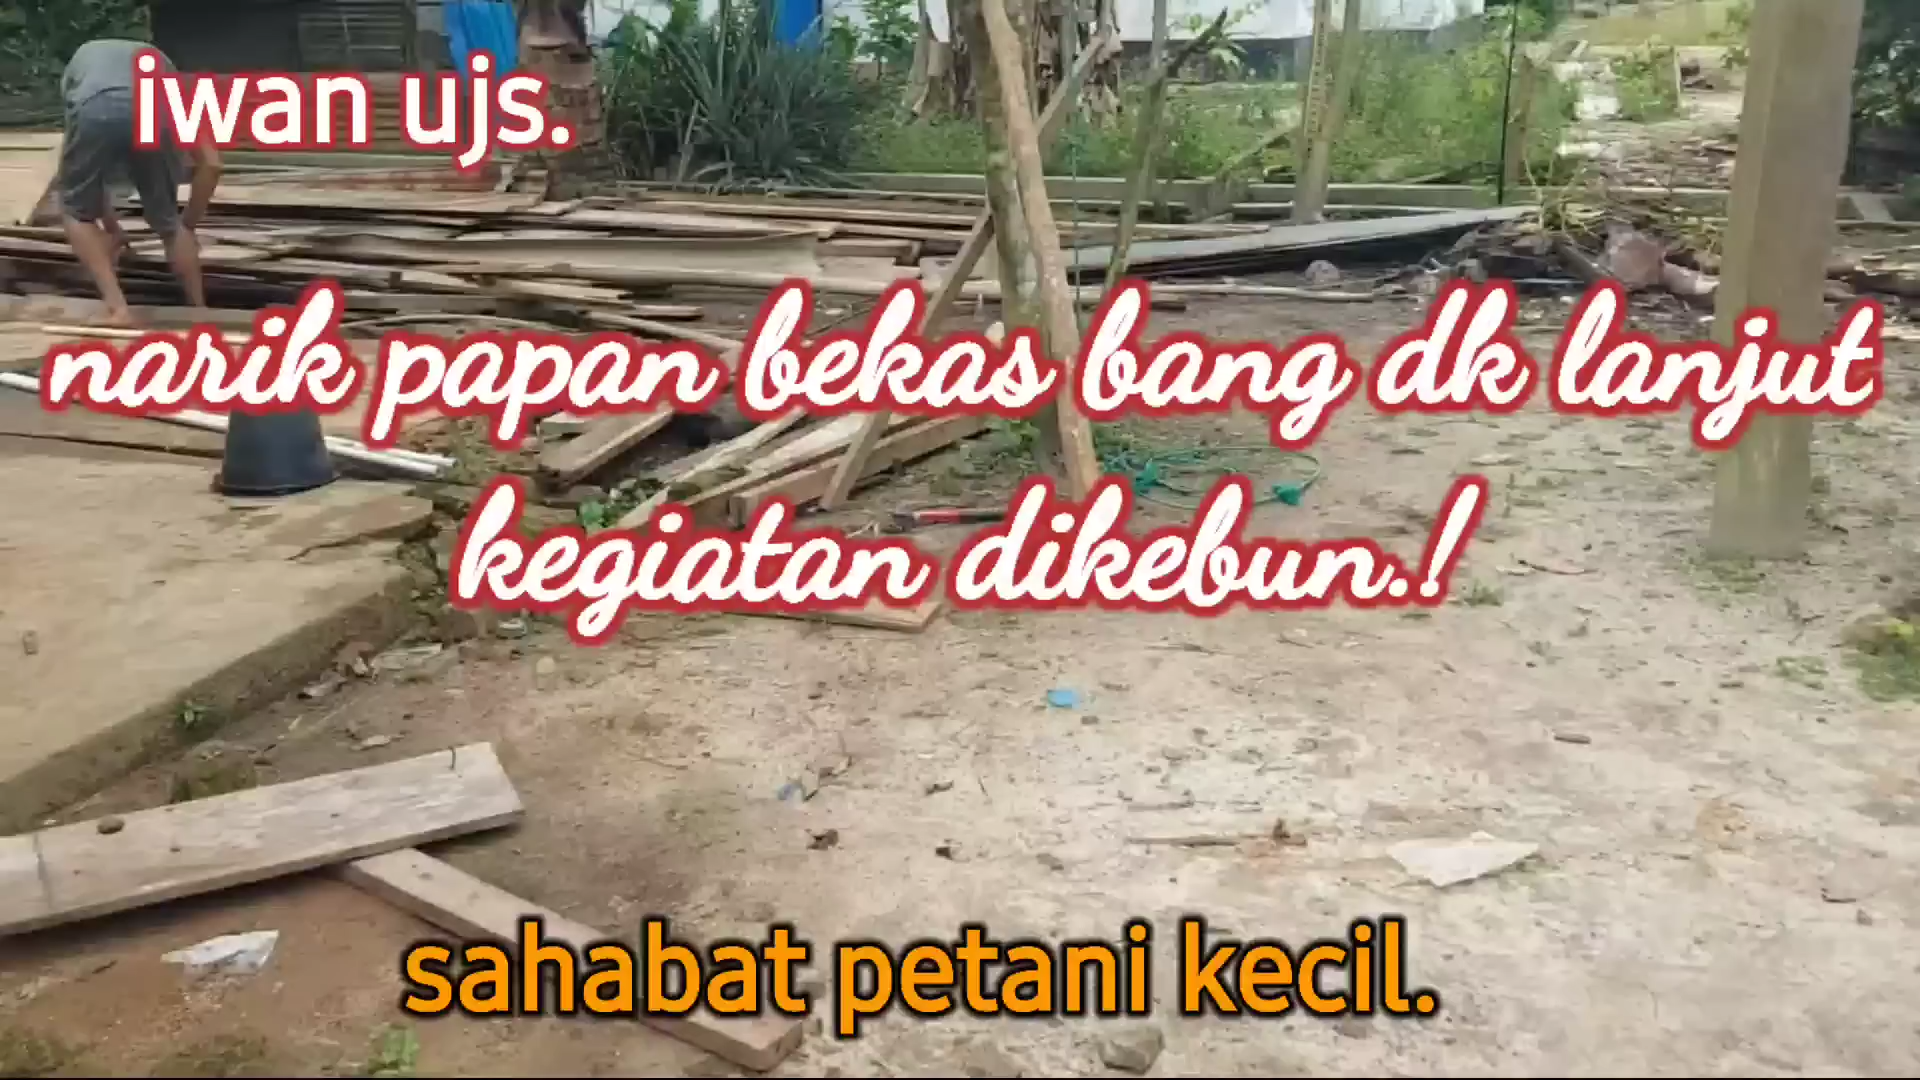 iwan ujs.
narik papan bekas bang dk lanjut
kegiatan dikebun.!
sahabat petani kecil.